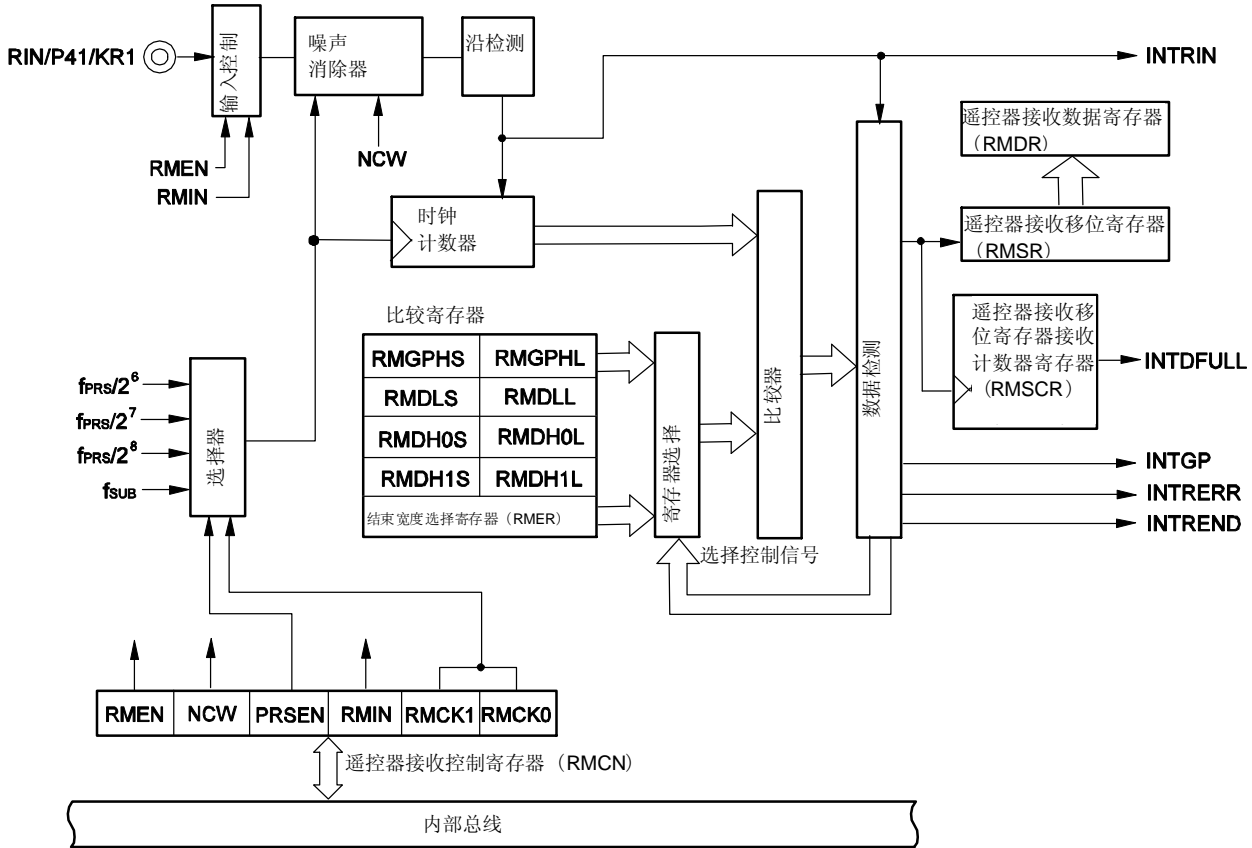 RIN/P41/KR1
输入控制
噪声
消除器
沿检测
INTRIN
RMEN
RMIN
NCW
遥控器接收数据寄存器
（RMDR）
时钟
计数器
遥控器接收移位寄存器
（RMSR）
比较寄存器
RMGPHS RMGPHL
RMDLS RMDLL
RMDH0S RMDH0L
RMDH1S RMDH1L
结束宽度选择寄存器（RMER）
寄存器选择
比较器
数据检测
遥控器接收移
位寄存器接收
计数器寄存器
（RMSCR）
INTDFULL
INTGP
INTRERR
INTREND
选择控制信号
fPRS/2⁶
fPRS/2⁷
fPRS/2⁸
fSUB
选择器
RMEN NCW PRSEN RMIN RMCK1 RMCK0
遥控器接收控制寄存器（RMCN）
内部总线